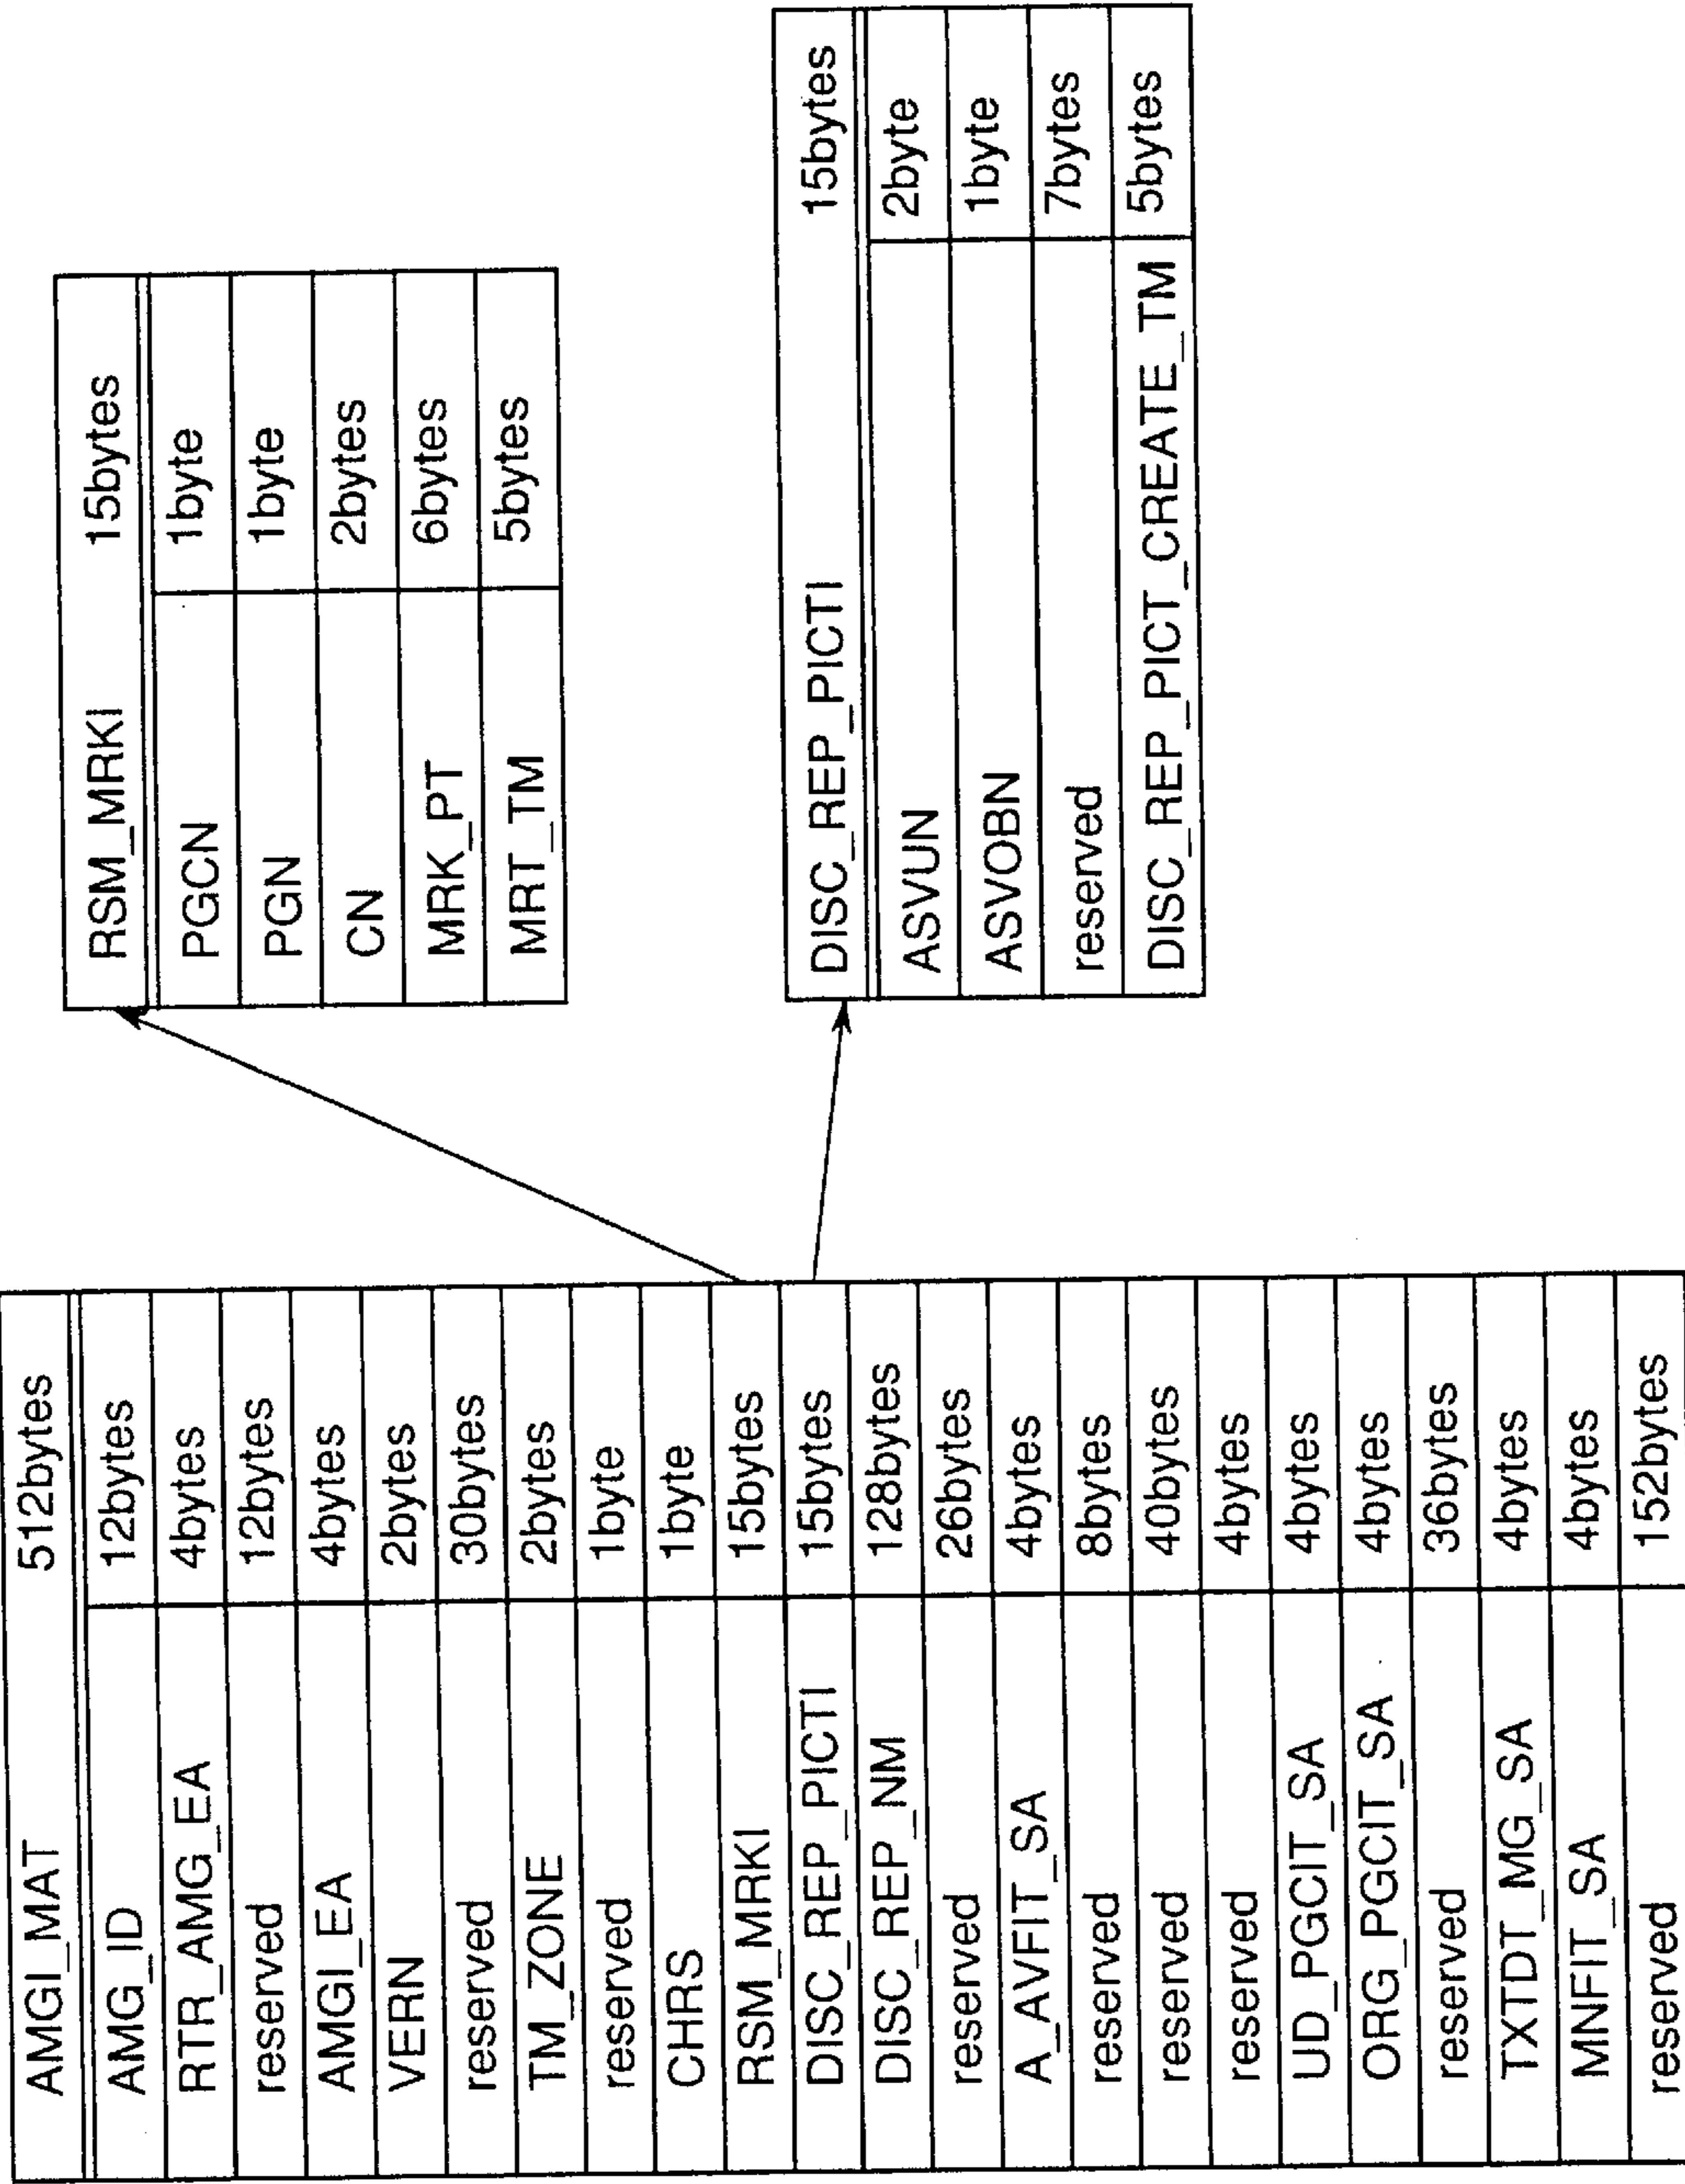 AMGI_MAT 512bytes
AMG_ID 12bytes
RTR_AMG_EA 4bytes
reserved 12bytes
AMGI_EA 4bytes
VERN 2bytes
reserved 30bytes
TM_ZONE 2bytes
reserved 1byte
CHRS 1byte
RSM_MRKI 15bytes
DISC_REP_PICTI 15bytes
DISC_REP_NM 128bytes
reserved 26bytes
A_AVFIT_SA 4bytes
reserved 8bytes
reserved 40bytes
reserved 4bytes
UD_PGCIT_SA 4bytes
ORG_PGCIT_SA 4bytes
reserved 36bytes
TXTDT_MG_SA 4bytes
MNFIT_SA 4bytes
reserved 152bytes
RSM_MRKI 15bytes
PGCN 1byte
PGN 1byte
CN 2bytes
MRK_PT 6bytes
MRT_TM 5bytes
DISC_REP_PICTI 15bytes
ASVUN 2byte
ASVOBN 1byte
reserved 7bytes
DISC_REP_PICT_CREATE_TM 5bytes